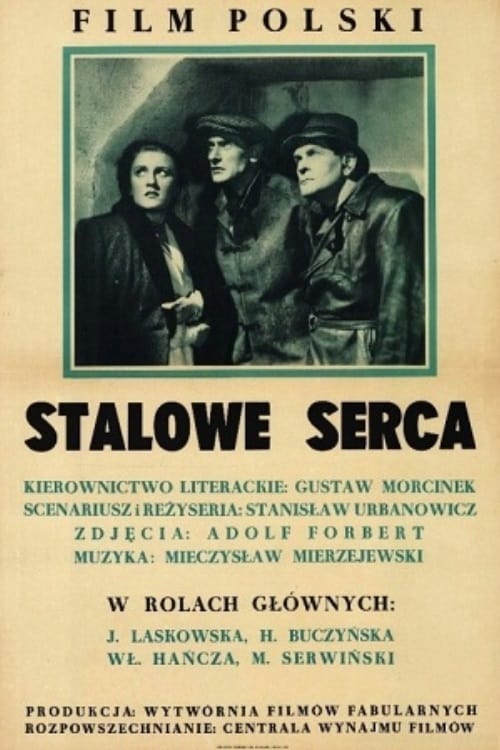 FILM POLSKI
STALOWE SERCA
KIEROWNICTWO LITERACKIE: GUSTAW MORCINEK
SCENARIUSZ i REŻYSERIA: STANISŁAW URBANOWICZ
ZDJĘCIA: ADOLF FORBERT
MUZYKA: MIECZYSŁAW MIERZEJEWSKI
W ROLACH GŁÓWNYCH:
J. LASKOWSKA, H. BUCZYŃSKA
WŁ. HAŃCZA, M. SERWIŃSKI
PRODUKCJA: WYTWÓRNIA FILMÓW FABULARNYCH
ROZPOWSZECHNIANIE: CENTRALA WYNAJMU FILMÓW